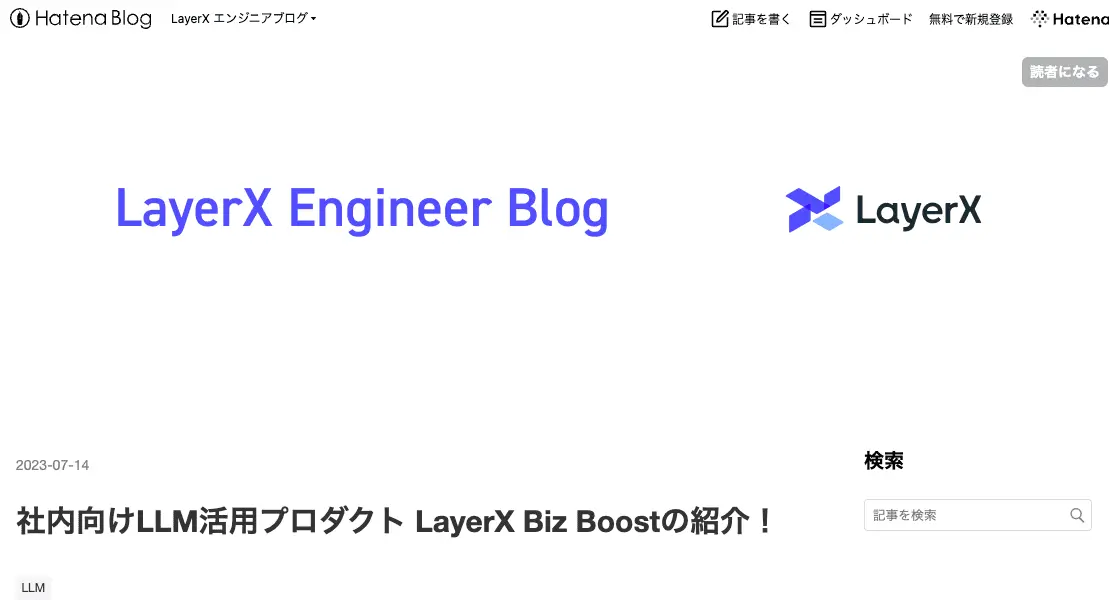 Hatena Blog LayerX エンジニアブログ 記事を書く ダッシュボード 無料で新規登録 Hatena
読者になる
LayerX Engineer Blog LayerX
2023-07-14
検索
社内向けLLM活用プロダクト LayerX Biz Boostの紹介！
記事を検索
LLM